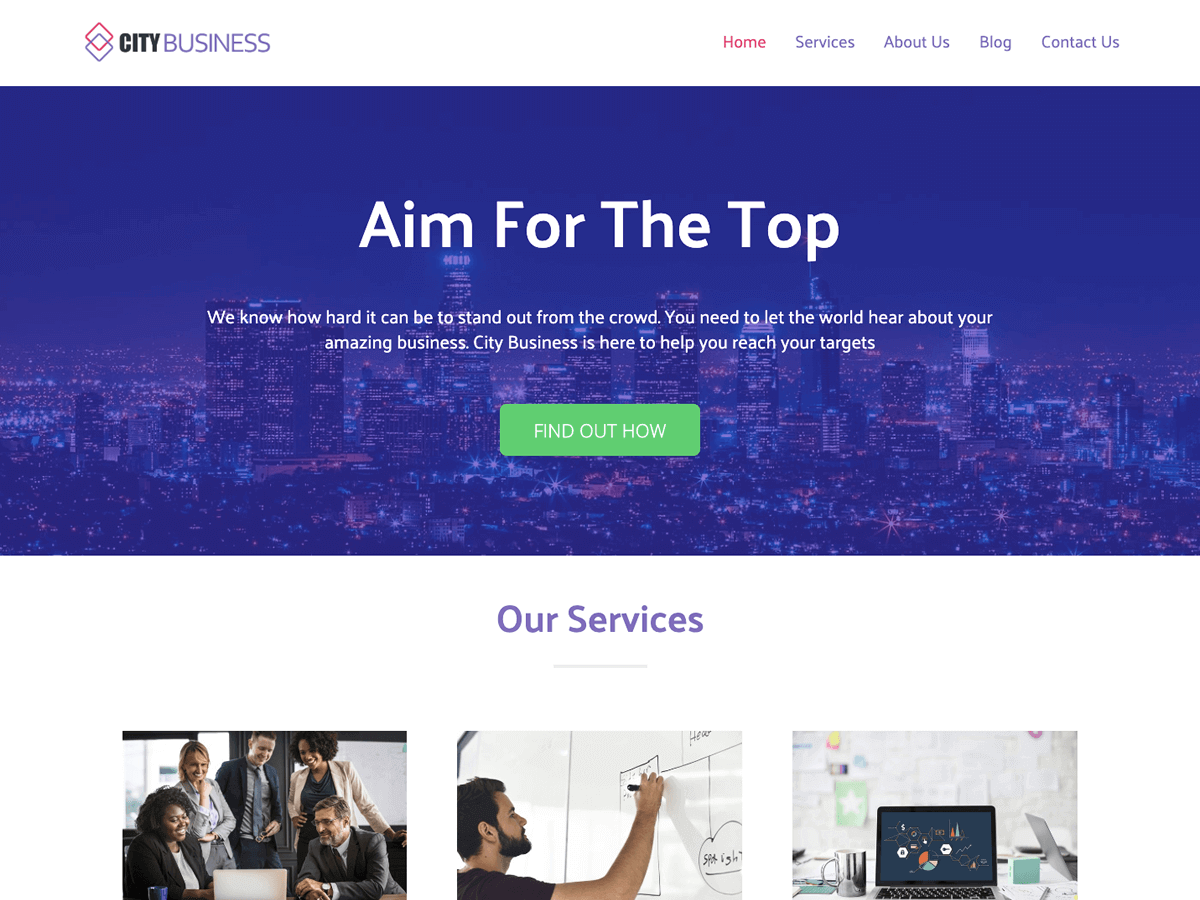 CITY BUSINESS
Home Services About Us Blog Contact Us
Aim For The Top
We know how hard it can be to stand out from the crowd. You need to let the world hear about your
amazing business. City Business is here to help you reach your targets
FIND OUT HOW
Our Services